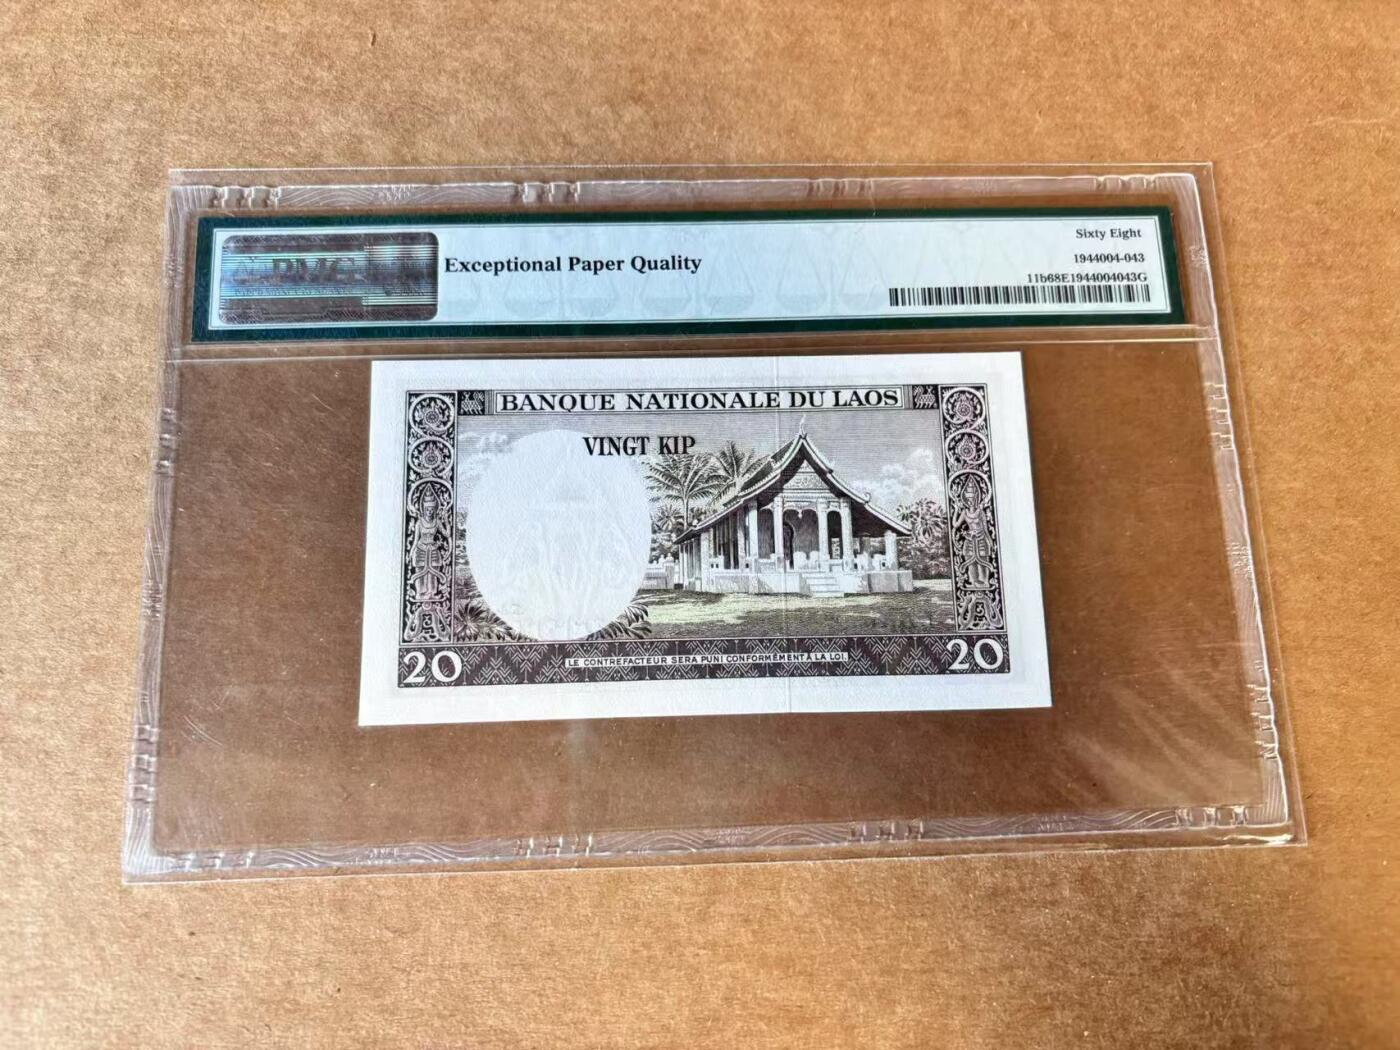 PMG
Exceptional Paper Quality
Sixty Eight
1944004-043
11b68E1944004043G
BANQUE NATIONALE DU LAOS
VINGT KIP
20
LE CONTREFACTEUR SERA PUNI CONFORMÉMENT À LA LOI.
20